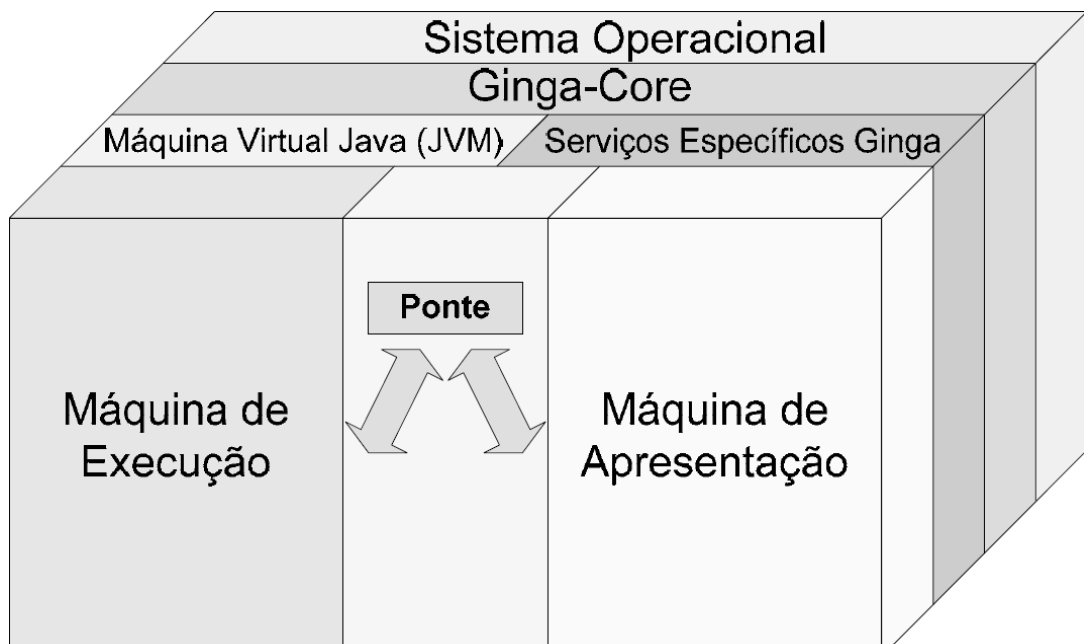 Sistema Operacional
Ginga-Core
Máquina Virtual Java (JVM)
Serviços Específicos Ginga
Ponte
Máquina de
Execução
Máquina de
Apresentação